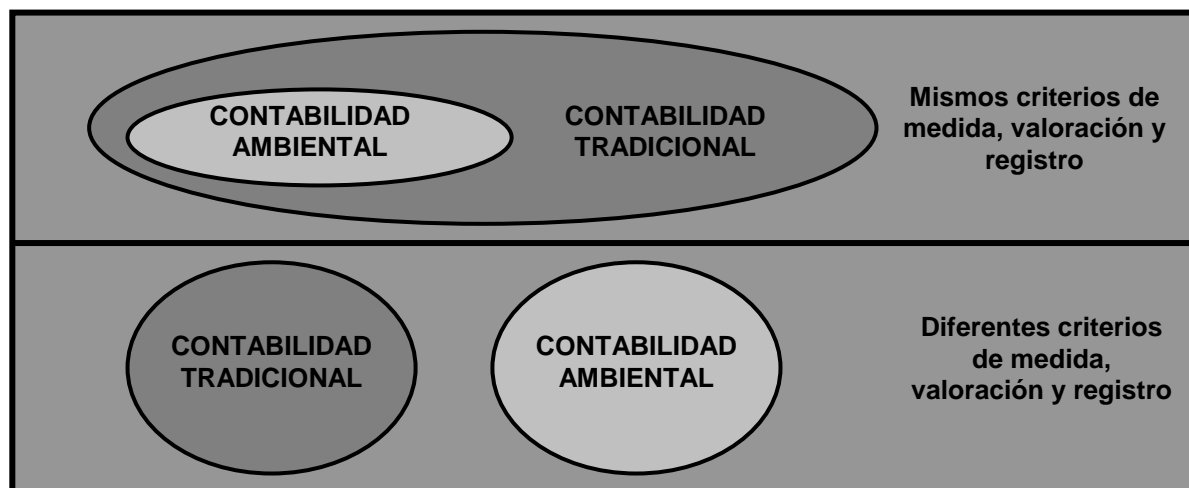 CONTABILIDAD
AMBIENTAL
CONTABILIDAD
TRADICIONAL
Mismos criterios de
medida, valoración y
registro
CONTABILIDAD
TRADICIONAL
CONTABILIDAD
AMBIENTAL
Diferentes criterios
de medida,
valoración y registro